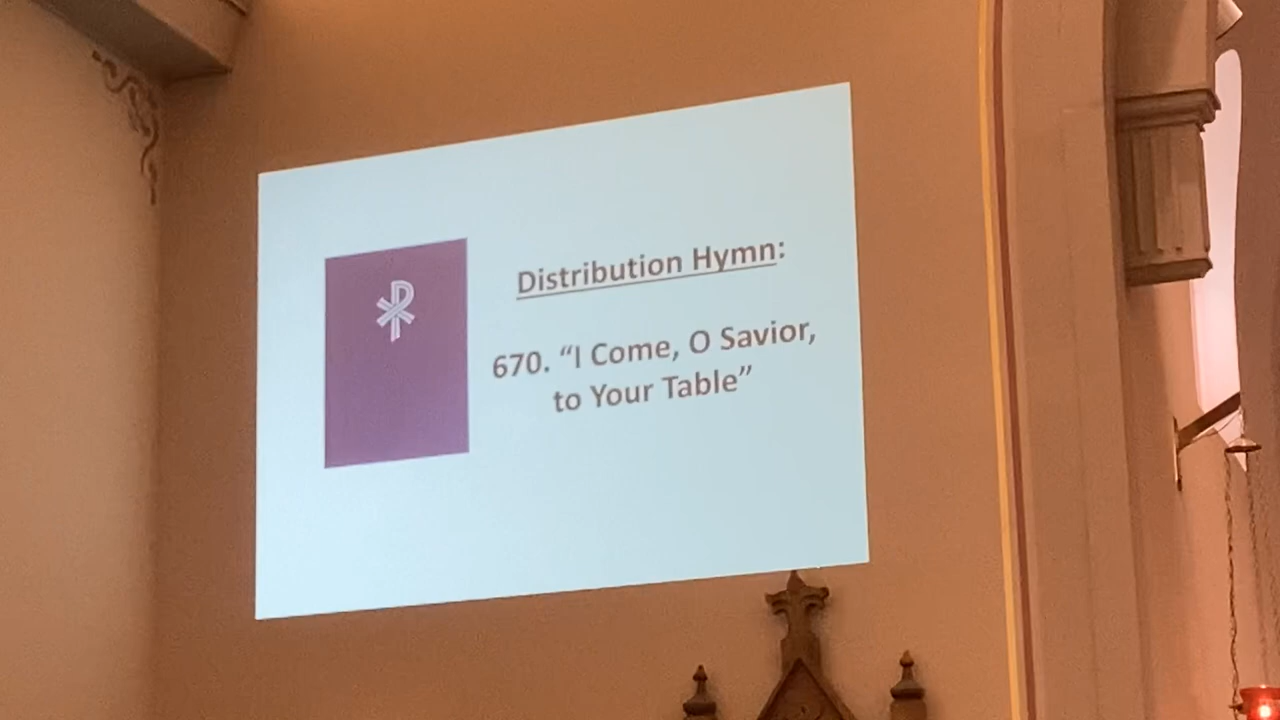 Distribution Hymn:
670. “I Come, O Savior,
to Your Table”